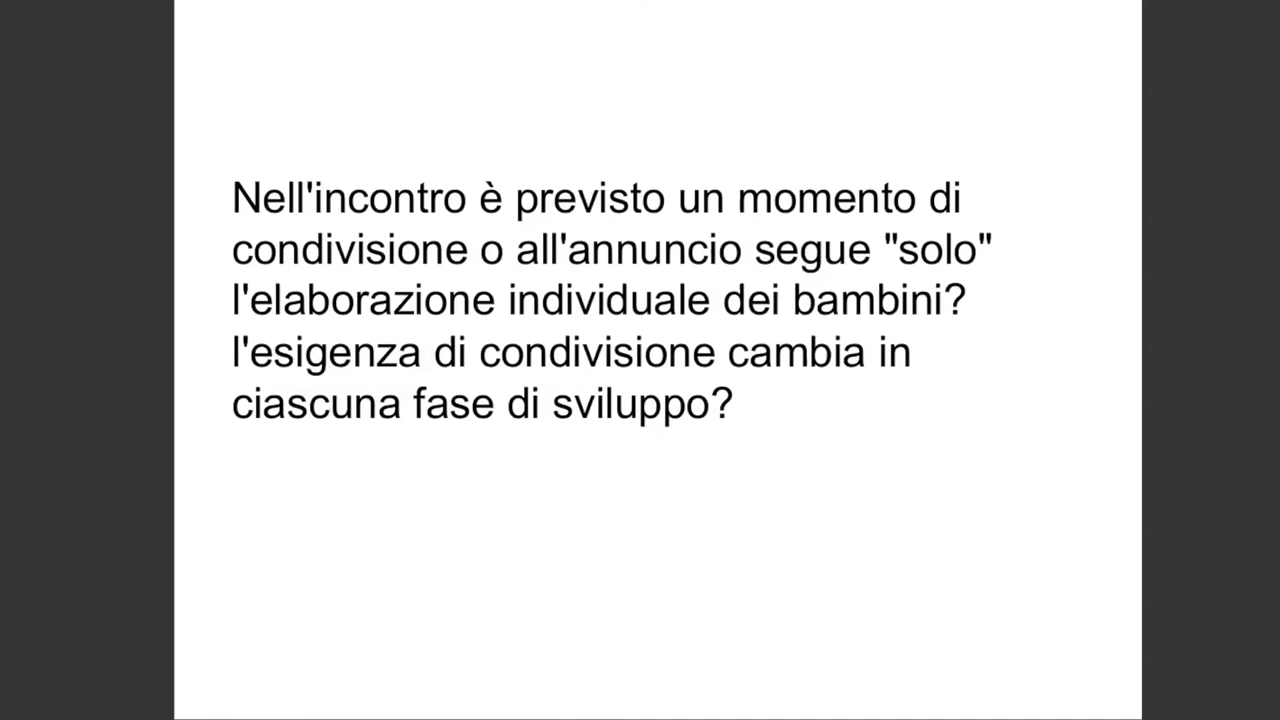 Nell'incontro è previsto un momento di
condivisione o all'annuncio segue "solo"
l'elaborazione individuale dei bambini?
l'esigenza di condivisione cambia in
ciascuna fase di sviluppo?